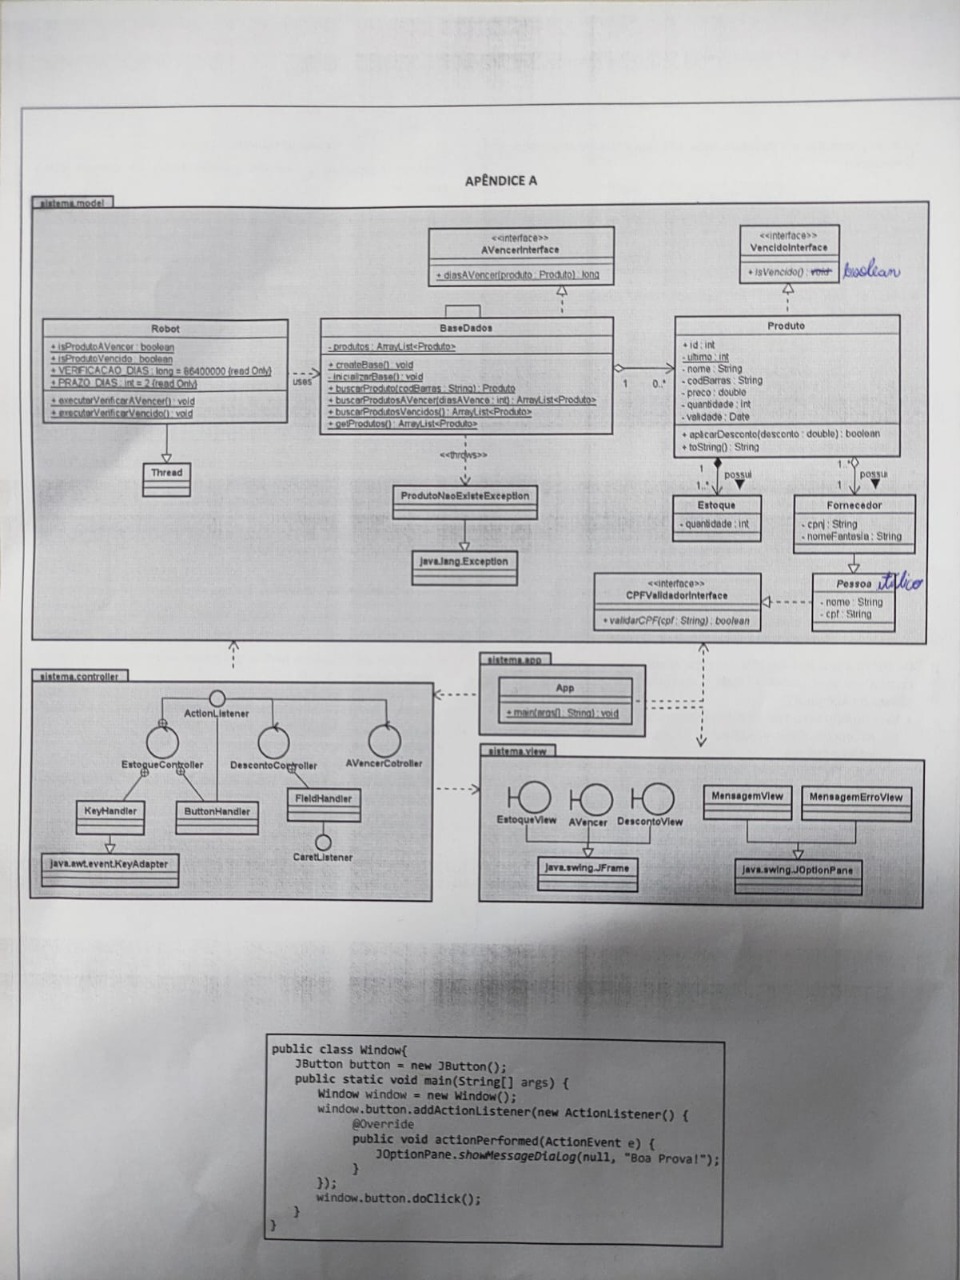 APÊNDICE A
sistema.model
<<interface>>
AVencerInterface
+ diasAVencer(produto : Produto) : long
<<interface>>
VencidoInterface
+ isVencido() : void boolean
Robot
+ isProdutoAVencer : boolean
+ isProdutoVencido : boolean
+ VERIFICACAO_DIAS : long = 86400000 {read Only}
+ PRAZO_DIAS : int = 2 {read Only}
+ executarVerificarAVencer() : void
+ executarVerificarVencido() : void
uses
BaseDados
- produtos : ArrayList<Produto>
+ createBase() : void
- inicializarBase() : void
+ buscarProduto(codBarras : String) : Produto
+ buscarProdutosAVencer(diasAVence : int) : ArrayList<Produto>
+ buscarProdutosVencidos() : ArrayList<Produto>
+ getProdutos() : ArrayList<Produto>
1 0..*
Produto
+ id : int
- ultimo : int
- nome : String
- codBarras : String
- preco : double
- quantidade : int
- validade : Date
+ aplicarDesconto(desconto : double) : boolean
+ toString() : String
Thread
<<throws>>
ProdutoNaoExisteException
java.lang.Exception
1
possui
1..*
1..*
possui
1
Estoque
- quantidade : int
Fornecedor
- cpnj : String
- nomeFantasia : String
<<interface>>
CPFValidadorInterface
+ validarCPF(cpf : String) : boolean
Pessoa itálico
- nome : String
- cpf : String
sistema.controller
ActionListener
EstoqueController
DescontoController
AVencerCotroller
KeyHandler
ButtonHandler
FieldHandler
java.awt.event.KeyAdapter
CaretListener
sistema.app
App
+ main(args[] : String) : void
sistema.view
EstoqueView
AVencer
DescontoView
MensagemView
MensagemErroView
java.swing.JFrame
java.swing.JOptionPane
public class Window{
JButton button = new JButton();
public static void main(String[] args) {
Window window = new Window();
window.button.addActionListener(new ActionListener() {
@Override
public void actionPerformed(ActionEvent e) {
JOptionPane.showMessageDialog(null, "Boa Prova!");
}
});
window.button.doClick();
}
}